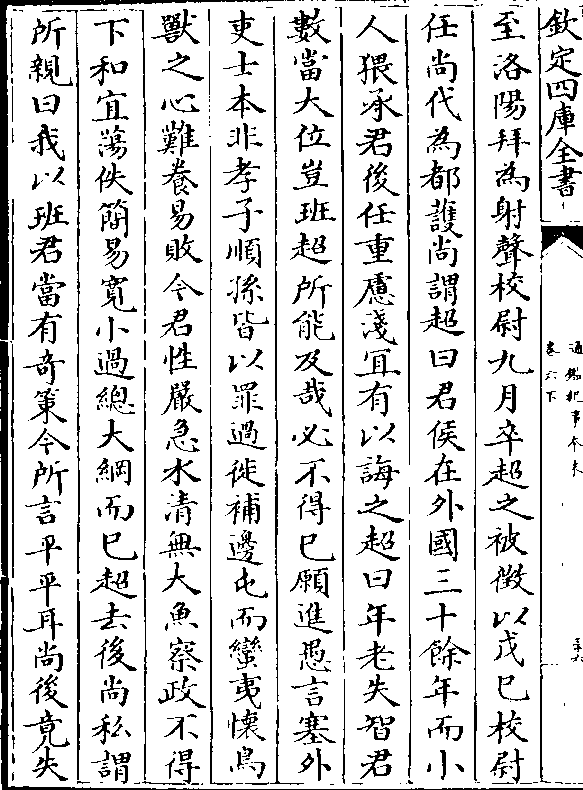 欽定四庫全書
通鑑紀事本末
卷六下
至洛陽拜為射聲校尉九月卒超之被徵以戊巳校尉
任尚代為都護尚謂超曰君侯在外國三十餘年而小
人猥承君後任重慮淺宜有以誨之超曰年老失智君
數當大位豈班超所能及哉必不得巳願進愚言塞外
吏士本非孝子順孫皆以罪過徙補邊屯而蠻夷懷鳥
獸之心難養易敗今君性嚴急水清無大魚察政不得
下和宜蕩佚簡易寛小過總大綱而巳超去後尚私謂
所親曰我以班君當有奇策今所言平平耳尚後竟失